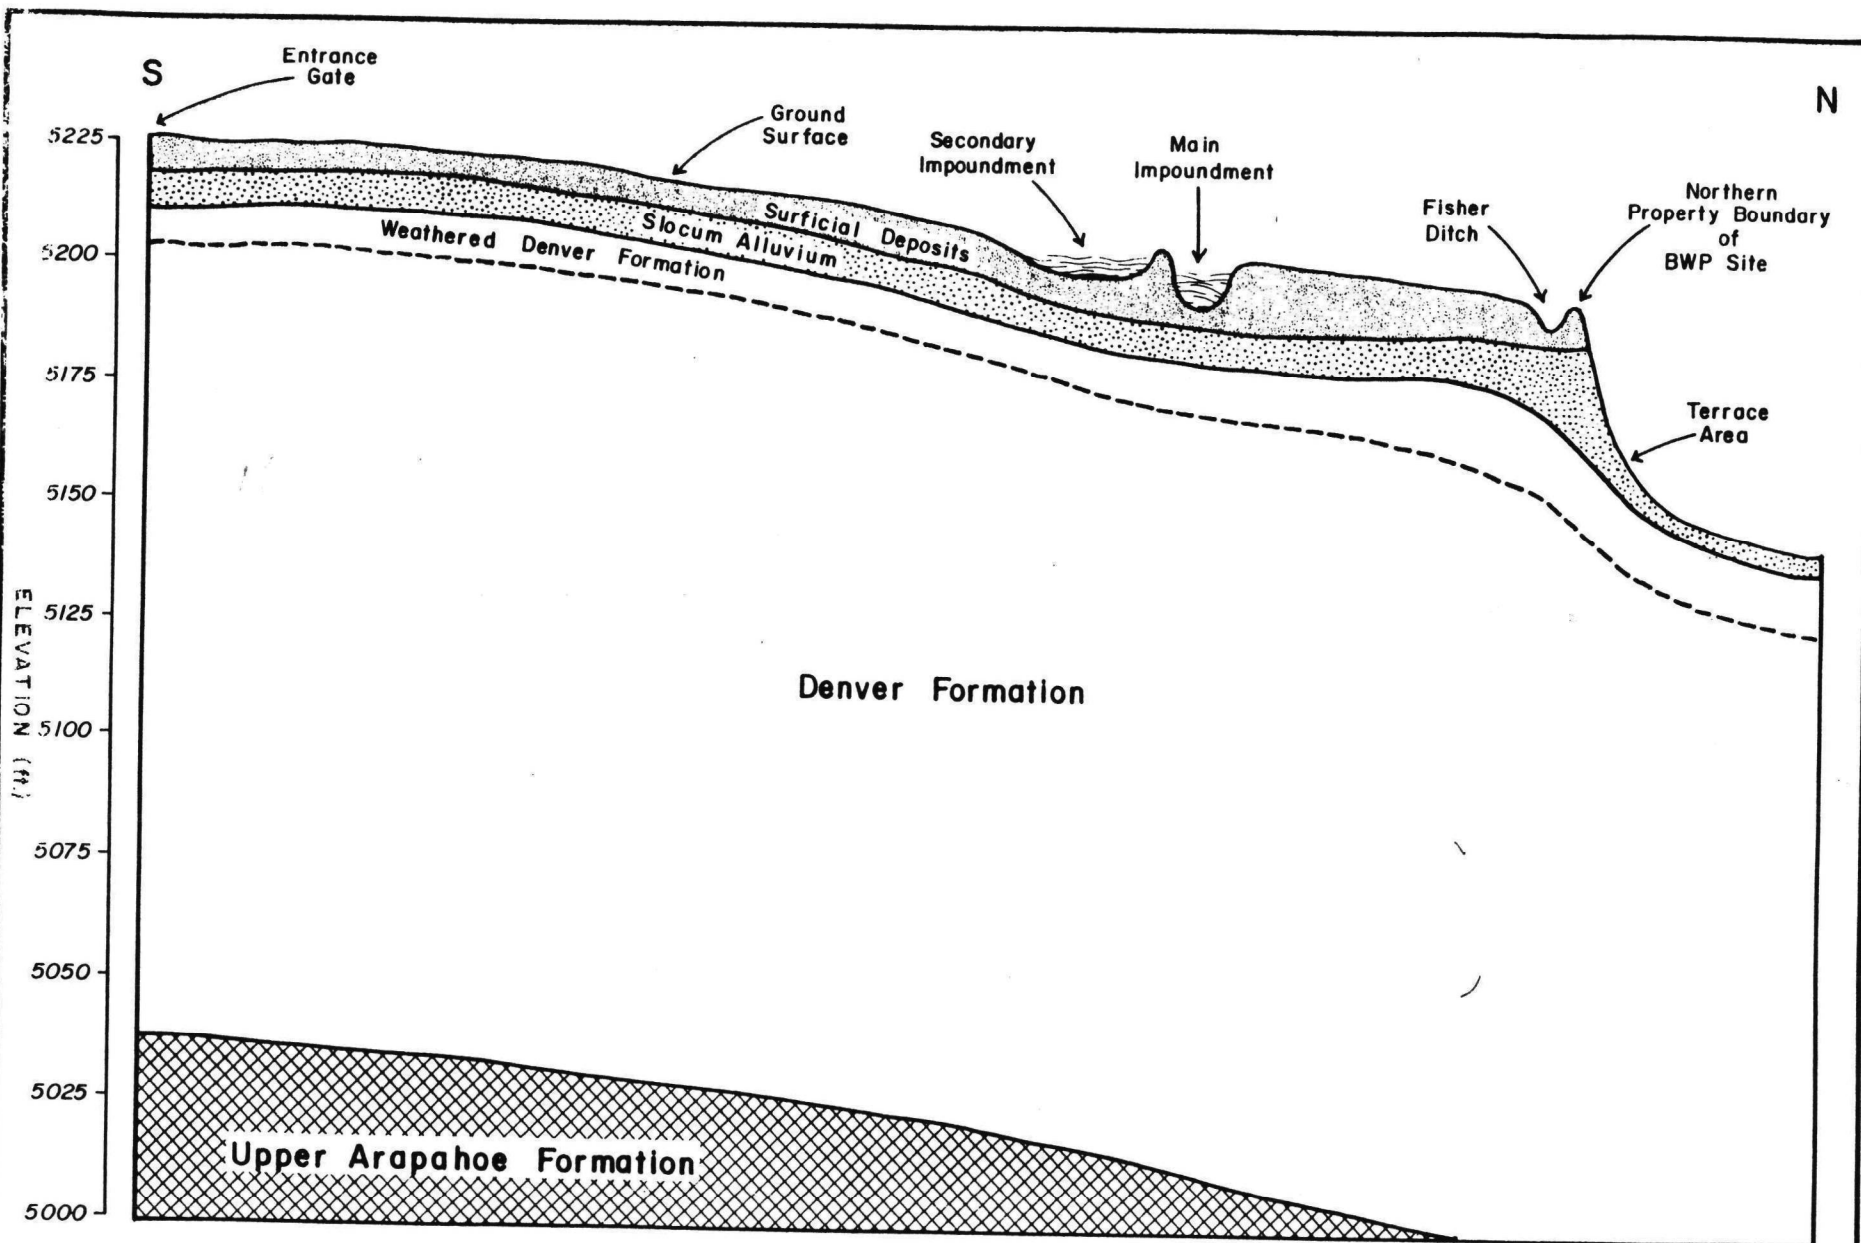 S
Entrance
Gate
N
Ground
Surface
Secondary
Impoundment
Main
Impoundment
Fisher
Ditch
Northern
Property Boundary
of
BWP Site
5225
5200
5175
5150
5125
5100
5075
5050
5025
5000
ELEVATION (ft.)
Surficial Deposits
Slocum Alluvium
Weathered Denver Formation
Terrace
Area
Denver Formation
Upper Arapahoe Formation